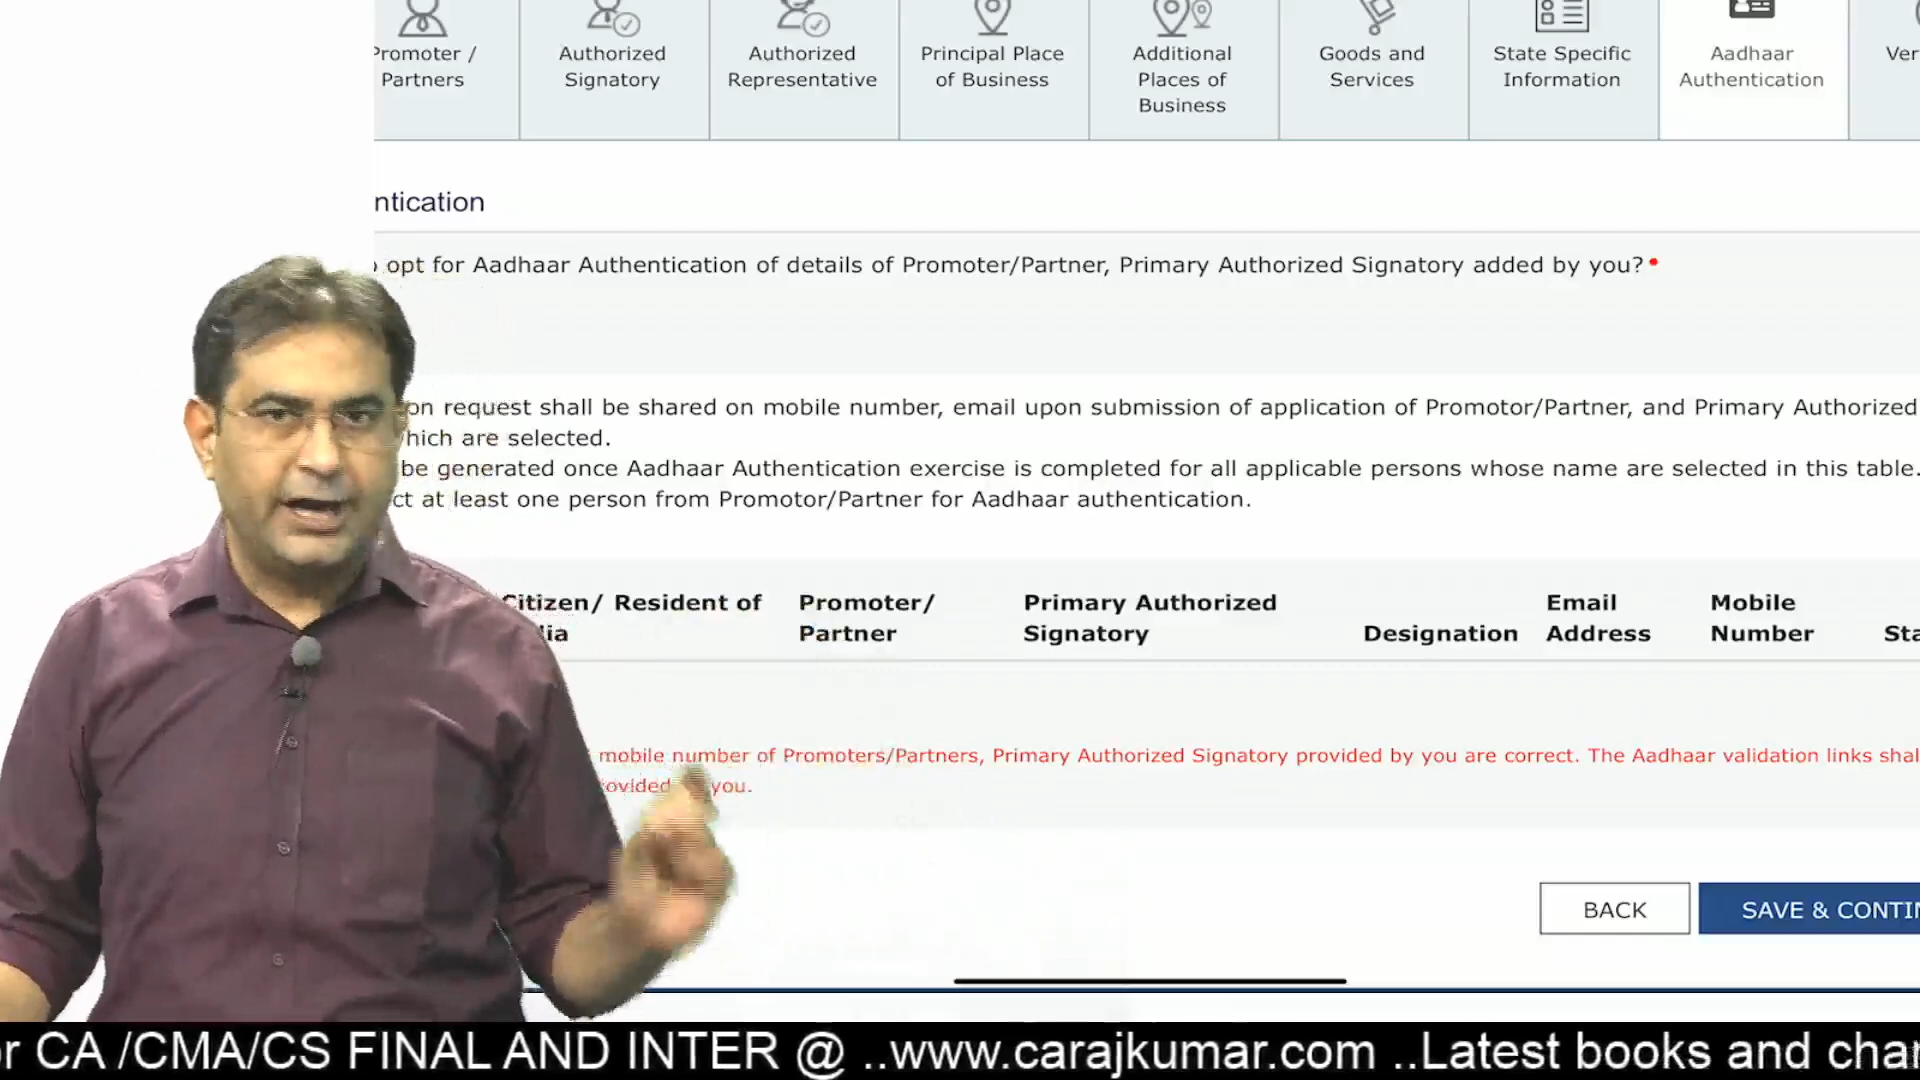 Promoter /
Partners
Authorized
Signatory
Authorized
Representative
Principal Place
of Business
Additional
Places of
Business
Goods and
Services
State Specific
Information
Aadhaar
Authentication
Ver
ntication
opt for Aadhaar Authentication of details of Promoter/Partner, Primary Authorized Signatory added by you?•
on request shall be shared on mobile number, email upon submission of application of Promotor/Partner, and Primary Authorized
hich are selected.
be generated once Aadhaar Authentication exercise is completed for all applicable persons whose name are selected in this table.
ct at least one person from Promotor/Partner for Aadhaar authentication.
Citizen/ Resident of
ia
Promoter/
Partner
Primary Authorized
Signatory
Designation
Email
Address
Mobile
Number
Sta
mobile number of Promoters/Partners, Primary Authorized Signatory provided by you are correct. The Aadhaar validation links shal
ovided you.
BACK
SAVE & CONTIN
or CA /CMA/CS FINAL AND INTER @ ..www.carajkumar.com ..Latest books and char